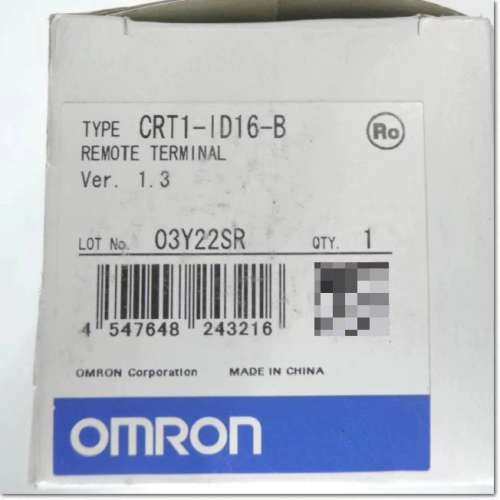 TYPE CRT1-ID16-B Ro
REMOTE TERMINAL
Ver. 1.3
LOT No. 03Y22SR QTY. 1
4 547648 243216
OMRON Corporation MADE IN CHINA
OMRON